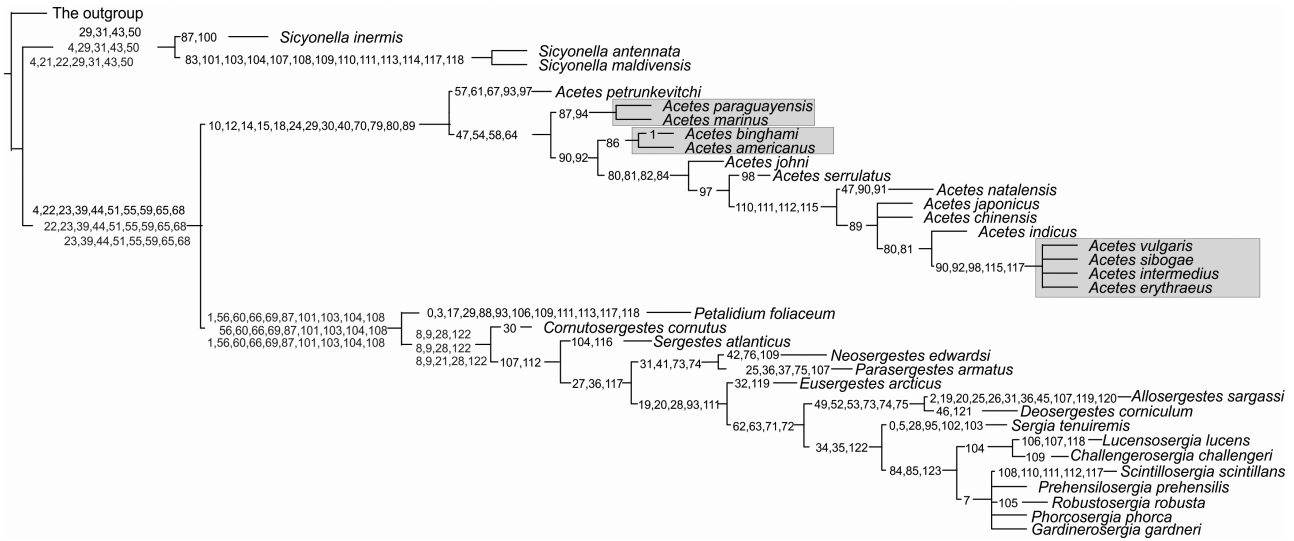 The outgroup
29,31,43,50
4,29,31,43,50
4,21,22,29,31,43,50
87,100
Sicyonella inermis
83,101,103,104,107,108,109,110,111,113,114,117,118
Sicyonella antennata
Sicyonella maldivensis
10,12,14,15,18,24,29,30,40,70,79,80,89
57,61,67,93,97
Acetes petrunkevitchi
47,54,58,64
87,94
Acetes paraguayensis
Acetes marinus
90,92
86
1
Acetes binghami
Acetes americanus
80,81,82,84
Acetes johni
97
98
Acetes serrulatus
110,111,112,115
47,90,91
Acetes natalensis
89
Acetes japonicus
Acetes chinensis
80,81
Acetes indicus
90,92,98,115,117
Acetes vulgaris
Acetes sibogae
Acetes intermedius
Acetes erythraeus
4,22,23,39,44,51,55,59,65,68
22,23,39,44,51,55,59,65,68
23,39,44,51,55,59,65,68
1,56,60,66,69,87,101,103,104,108
56,60,66,69,87,101,103,104,108
1,56,60,66,69,87,101,103,104,108
0,3,17,29,88,93,106,109,111,113,117,118
Petalidium foliaceum
8,9,28,122
8,9,28,122
8,9,21,28,122
30
Cornutosergestes cornutus
107,112
104,116
Sergestes atlanticus
27,36,117
31,41,73,74
42,76,109
Neosergestes edwardsi
25,36,37,75,107
Parasergestes armatus
19,20,28,93,111
32,119
Eusergestes arcticus
62,63,71,72
49,52,53,73,74,75
2,19,20,25,26,31,36,45,107,119,120
Allosergestes sargassi
46,121
Deosergestes corniculum
34,35,122
0,5,28,95,102,103
Sergia tenuiremis
84,85,123
104
106,107,118
Lucensosergia lucens
109
Challengerosergia challengeri
7
108,110,111,112,117
Scintillosergia scintillans
Prehensilosergia prehensilis
105
Robustosergia robusta
Phorcosergia phorca
Gardinerosergia gardneri